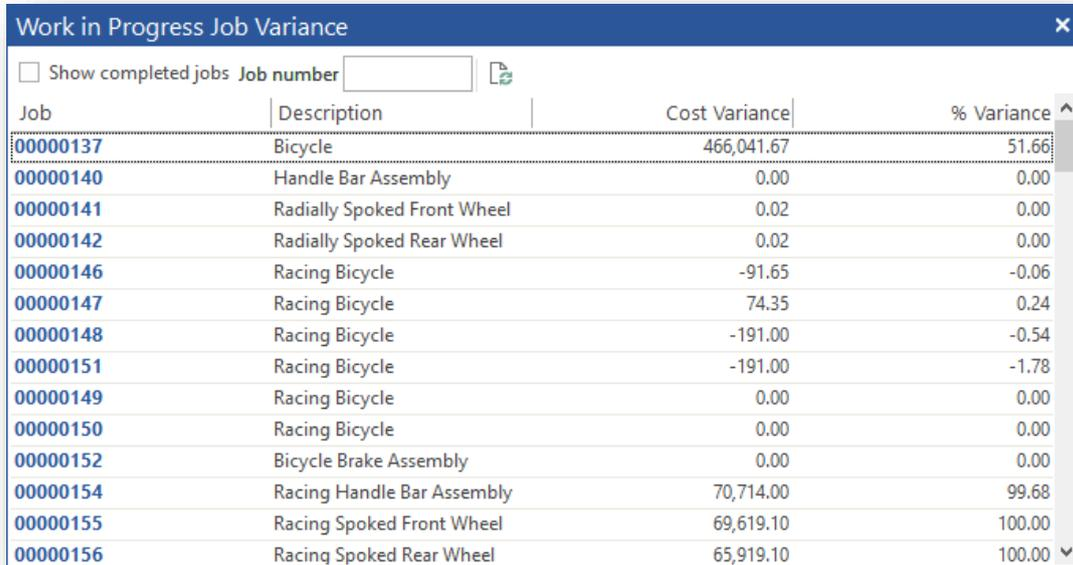 Work in Progress Job Variance
Show completed jobs Job number
Job Description Cost Variance % Variance
00000137 Bicycle 466,041.67 51.66
00000140 Handle Bar Assembly 0.00 0.00
00000141 Radially Spoked Front Wheel 0.02 0.00
00000142 Radially Spoked Rear Wheel 0.02 0.00
00000146 Racing Bicycle -91.65 -0.06
00000147 Racing Bicycle 74.35 0.24
00000148 Racing Bicycle -191.00 -0.54
00000151 Racing Bicycle -191.00 -1.78
00000149 Racing Bicycle 0.00 0.00
00000150 Racing Bicycle 0.00 0.00
00000152 Bicycle Brake Assembly 0.00 0.00
00000154 Racing Handle Bar Assembly 70,714.00 99.68
00000155 Racing Spoked Front Wheel 69,619.10 100.00
00000156 Racing Spoked Rear Wheel 65,919.10 100.00